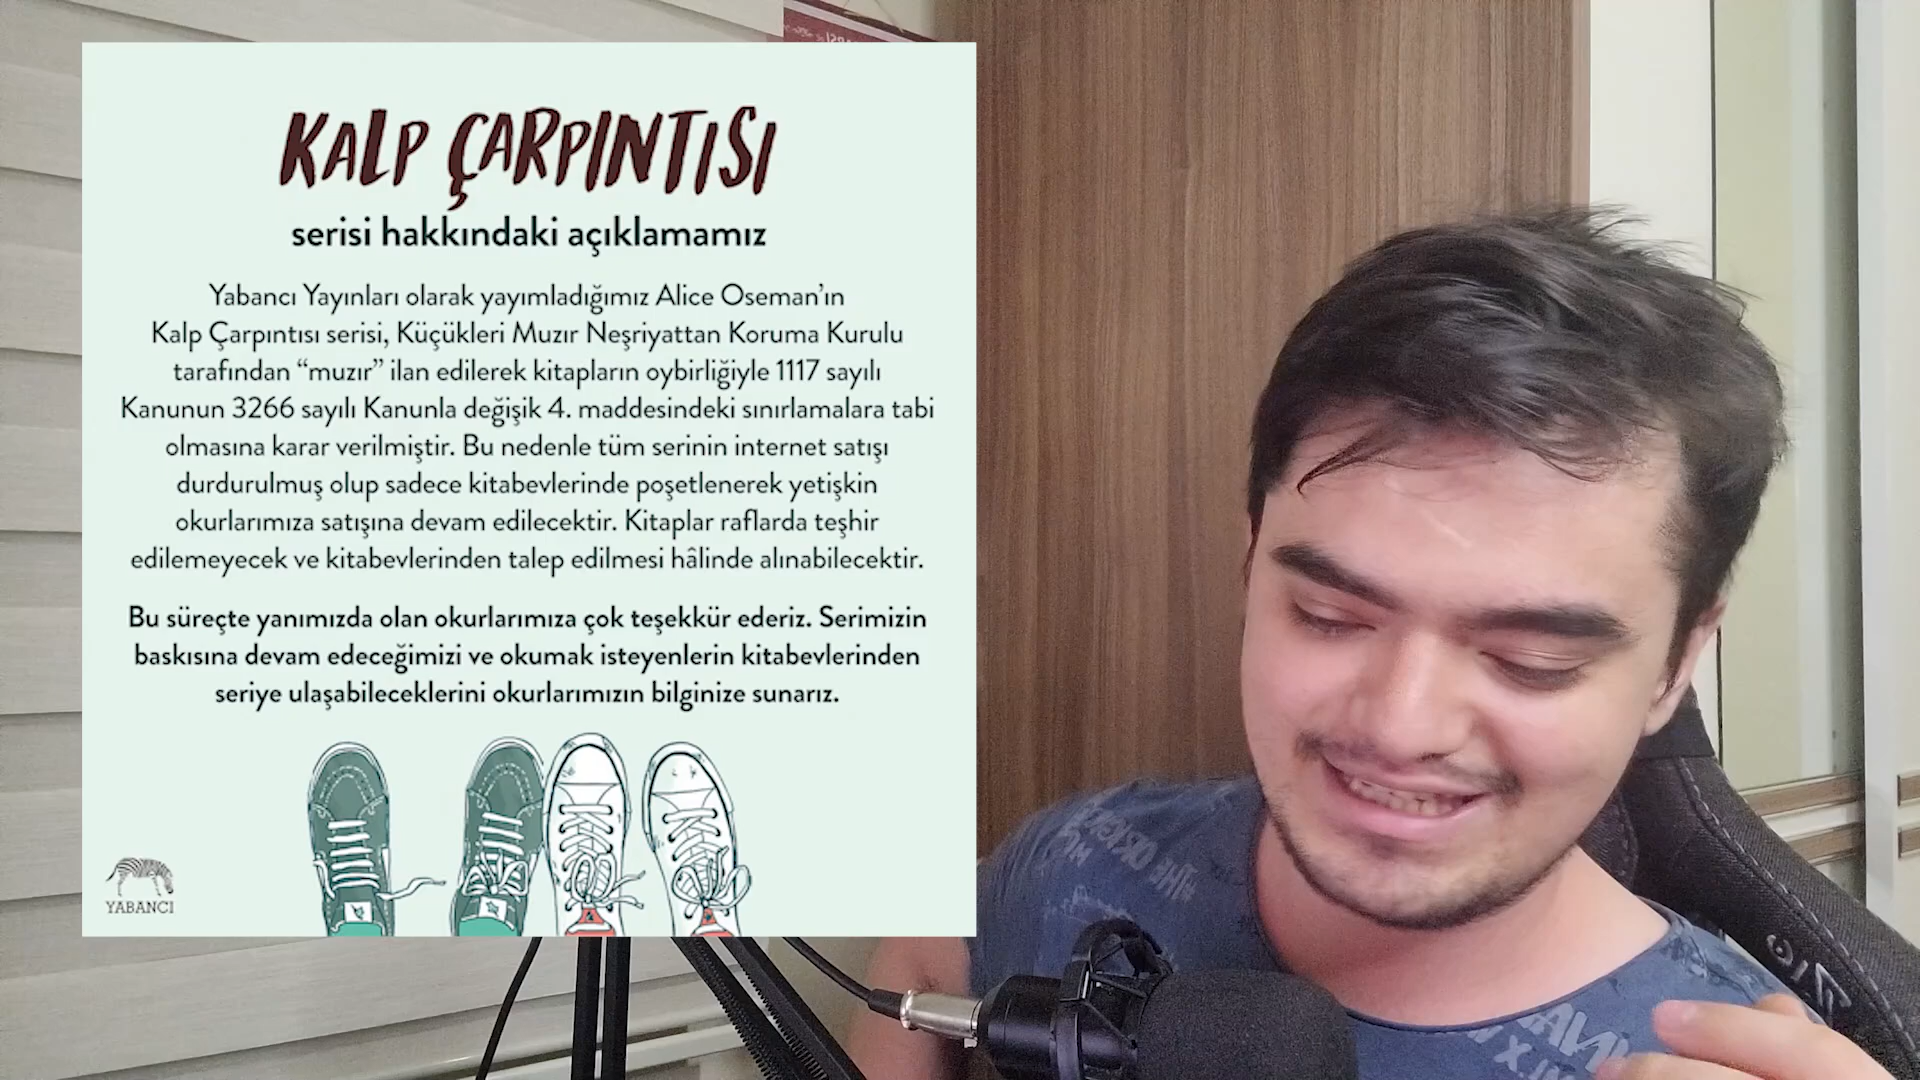 KALP ÇARPINTISI
serisi hakkındaki açıklamamız
Yabancı Yayınları olarak yayımladığımız Alice Oseman’ın
Kalp Çarpıntısı serisi, Küçükleri Muzır Neşriyattan Koruma Kurulu
tarafından “muzır” ilan edilerek kitapların oybirliğiyle 1117 sayılı
Kanunun 3266 sayılı Kanunla değişik 4. maddesindeki sınırlamalara tabi
olmasına karar verilmiştir. Bu nedenle tüm serinin internet satışı
durdurulmuş olup sadece kitabevlerinde poşetlenerek yetişkin
okurlarımıza satışına devam edilecektir. Kitaplar raflarda teşhir
edilemeyecek ve kitabevlerinden talep edilmesi hâlinde alınabilecektir.
Bu süreçte yanımızda olan okurlarımıza çok teşekkür ederiz. Serimizin
baskısına devam edeceğimizi ve okumak isteyenlerin kitabevlerinden
seriye ulaşabileceklerini okurlarımızın bilginize sunarız.
YABANCI